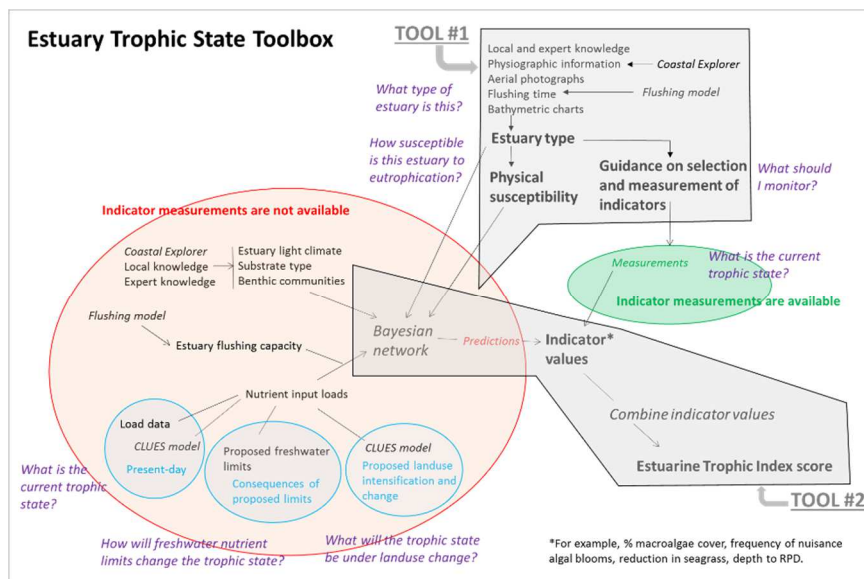 Estuary Trophic State Toolbox
TOOL #1
Local and expert knowledge
Physiographic information
Coastal Explorer
Aerial photographs
Flushing time
Flushing model
Bathymetric charts
What type of
estuary is this?
Estuary type
How susceptible
is this estuary to
eutrophication?
Physical
susceptibility
Guidance on selection
and measurement of
indicators
What should
I monitor?
Indicator measurements are not available
Coastal Explorer
Local knowledge
Expert knowledge
Estuary light climate
Substrate type
Benthic communities
Measurements
What is the current
trophic state?
Indicator measurements are available
Flushing model
Estuary flushing capacity
Bayesian
network
Predictions
Indicator*
values
Nutrient input loads
Combine indicator values
Estuarine Trophic Index score
TOOL #2
Load data
CLUES model
Present-day
Proposed freshwater
limits
Consequences of
proposed limits
CLUES model
Proposed landuse
intensification and
change
What is the
current trophic
state?
How will freshwater nutrient
limits change the trophic state?
What will the trophic state
be under landuse change?
*For example, % macroalgae cover, frequency of nuisance
algal blooms, reduction in seagrass, depth to RPD.